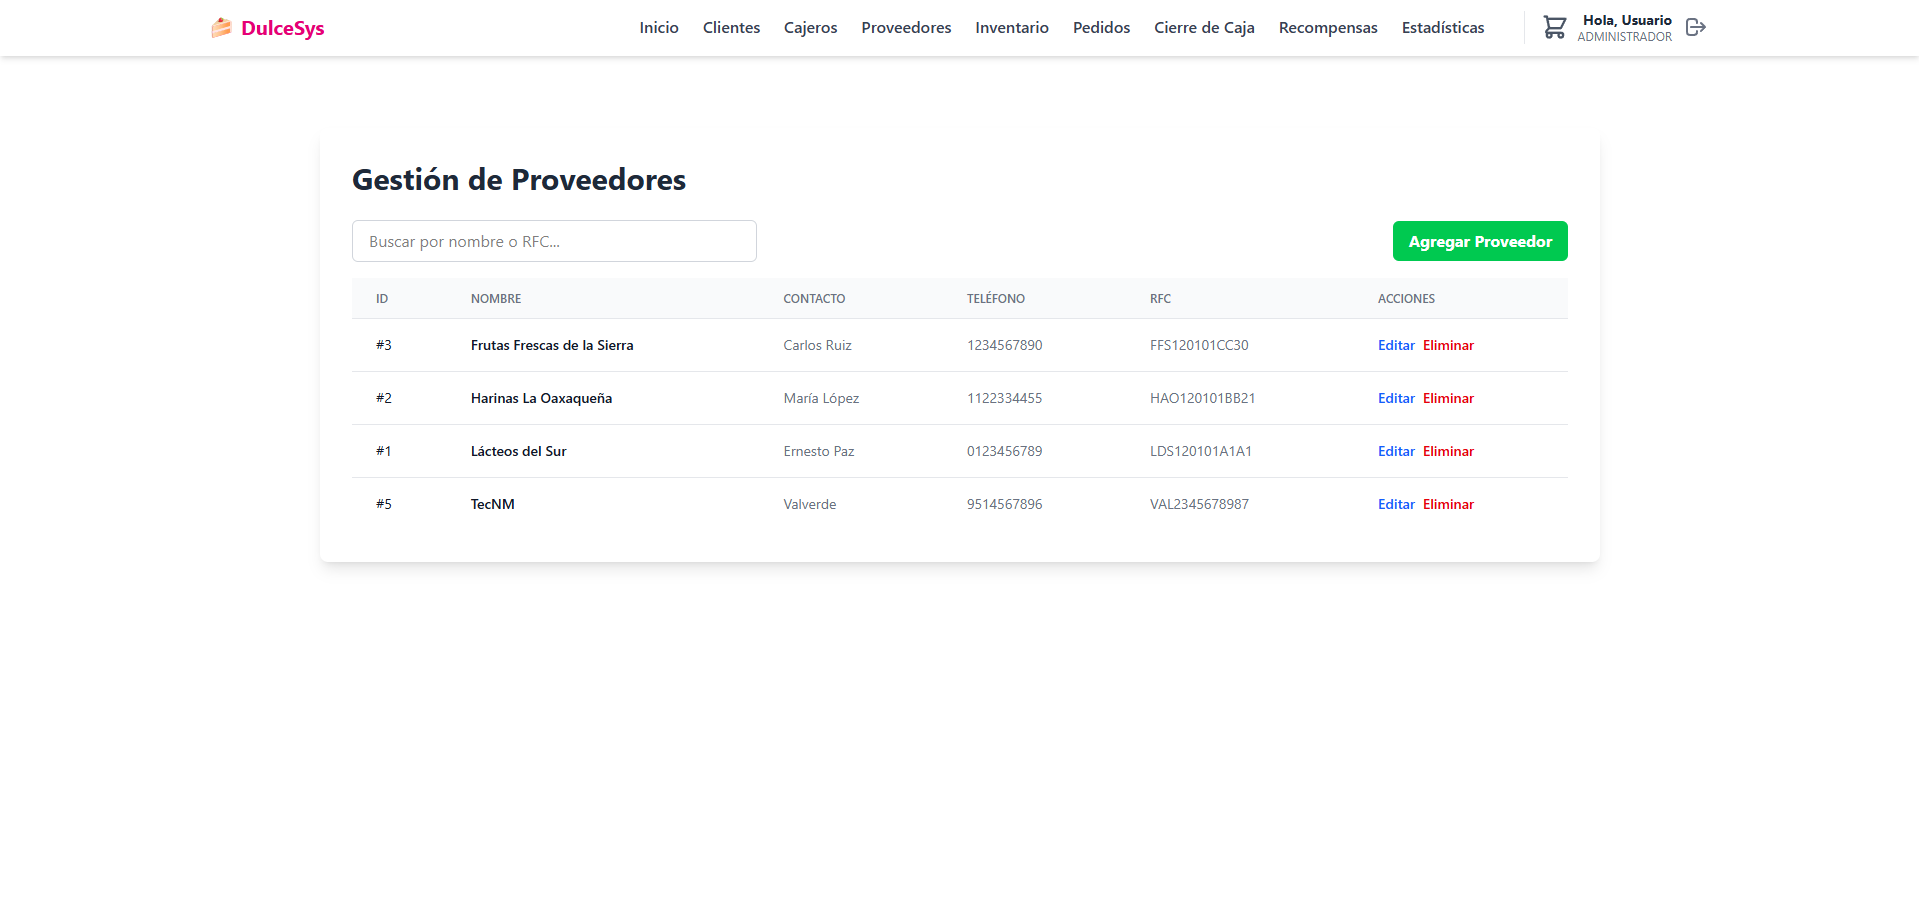 DulceSys Inicio Clientes Cajeros Proveedores Inventario Pedidos Cierre de Caja Recompensas Estadísticas Hola, Usuario
ADMINISTRADOR
Gestión de Proveedores
Buscar por nombre o RFC... Agregar Proveedor
ID NOMBRE CONTACTO TELÉFONO RFC ACCIONES
#3 Frutas Frescas de la Sierra Carlos Ruiz 1234567890 FFS120101CC30 Editar Eliminar
#2 Harinas La Oaxaqueña María López 1122334455 HAO120101BB21 Editar Eliminar
#1 Lácteos del Sur Ernesto Paz 0123456789 LDS120101A1A1 Editar Eliminar
#5 TecNM Valverde 9514567896 VAL2345678987 Editar Eliminar